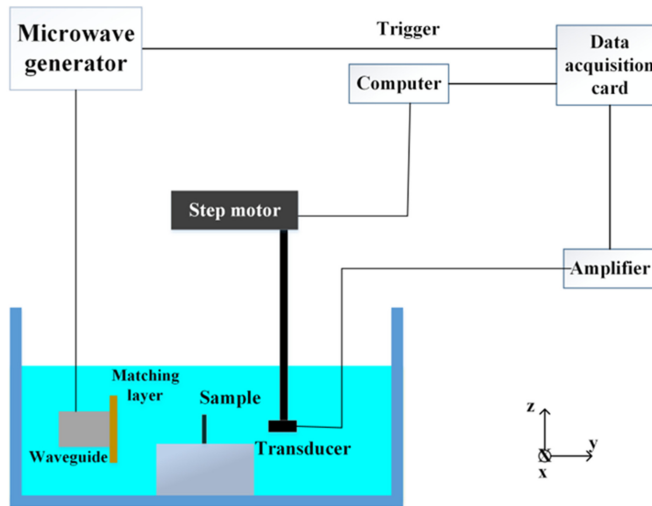 Microwave
generator
Trigger
Data
acquisition
card
Computer
Step motor
Amplifier
Matching
layer
Sample
Waveguide
Transducer
z
y
x